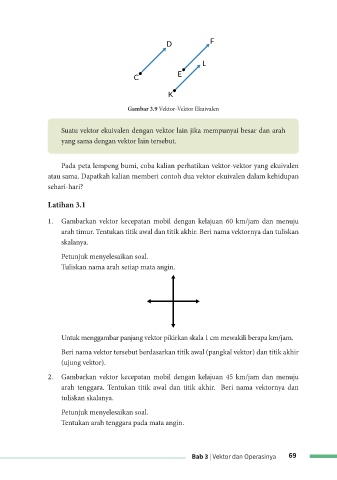 D
F
L
C
E
K
Gambar 3.9 Vektor-Vektor Ekuivalen
Suatu vektor ekuivalen dengan vektor lain jika mempunyai besar dan arah
yang sama dengan vektor lain tersebut.
Pada peta lempeng bumi, coba kalian perhatikan vektor-vektor yang ekuivalen
atau sama. Dapatkah kalian memberi contoh dua vektor ekuivalen dalam kehidupan
sehari-hari?
Latihan 3.1
1. Gambarkan vektor kecepatan mobil dengan kelajuan 60 km/jam dan menuju
arah timur. Tentukan titik awal dan titik akhir. Beri nama vektornya dan tuliskan
skalanya.
Petunjuk menyelesaikan soal.
Tuliskan nama arah setiap mata angin.
Untuk menggambar panjang vektor pikirkan skala 1 cm mewakili berapa km/jam.
Beri nama vektor tersebut berdasarkan titik awal (pangkal vektor) dan titik akhir
(ujung vektor).
2. Gambarkan vektor kecepatan mobil dengan kelajuan 45 km/jam dan menuju
arah tenggara. Tentukan titik awal dan titik akhir. Beri nama vektornya dan
tuliskan skalanya.
Petunjuk menyelesaikan soal.
Tentukan arah tenggara pada mata angin.
Bab 3 | Vektor dan Operasinya 69